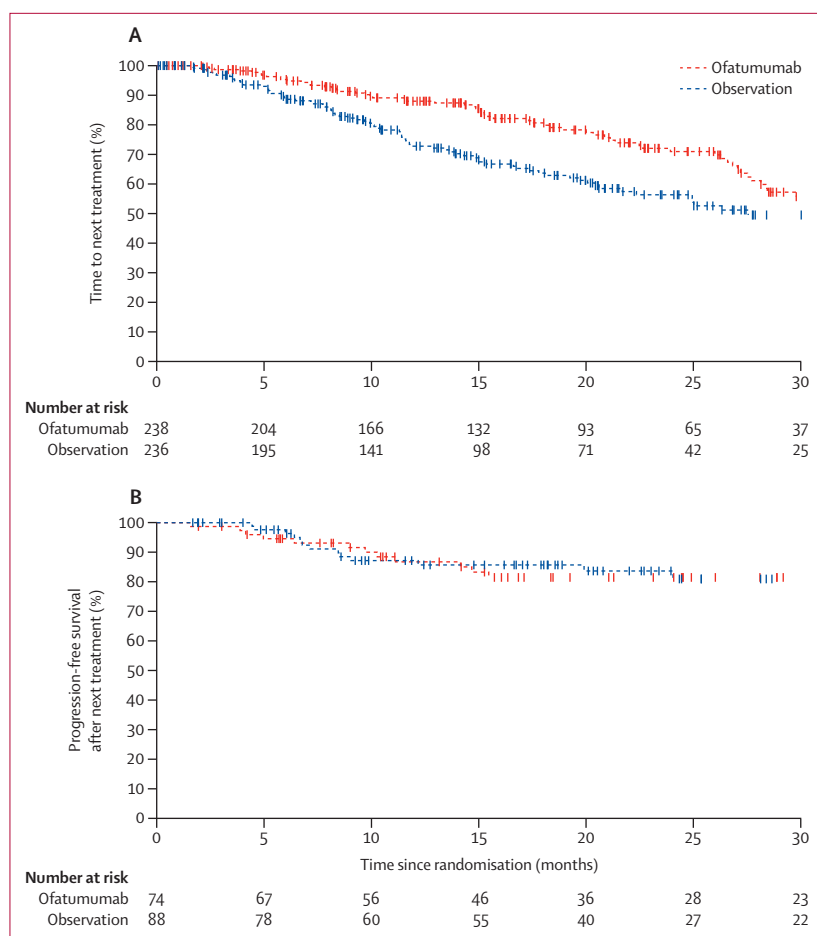 A
Ofatumumab
Observation
Time to next treatment (%)
100
90
80
70
60
50
40
30
20
10
0
0 5 10 15 20 25 30
Number at risk
Ofatumumab 238 204 166 132 93 65 37
Observation 236 195 141 98 71 42 25
B
Progression-free survival
after next treatment (%)
100
90
80
70
60
50
40
30
20
10
0
0 5 10 15 20 25 30
Time since randomisation (months)
Number at risk
Ofatumumab 74 67 56 46 36 28 23
Observation 88 78 60 55 40 27 22